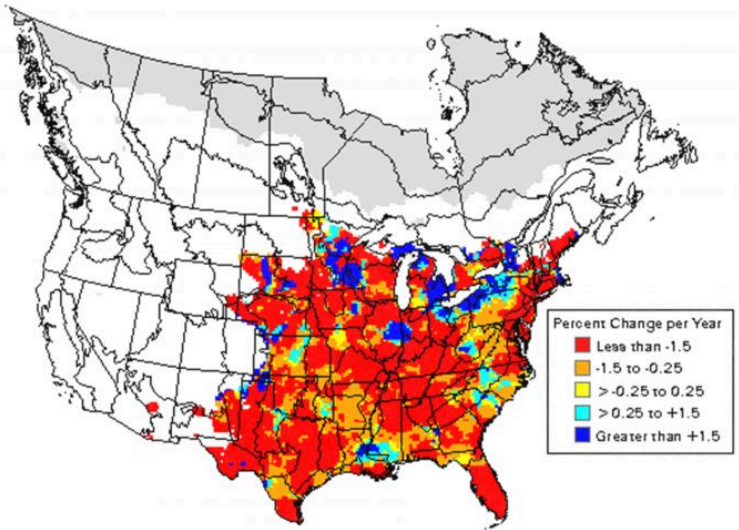 Percent Change per Year
Less than -1.5
-1.5 to -0.25
> -0.25 to 0.25
> 0.25 to +1.5
Greater than +1.5